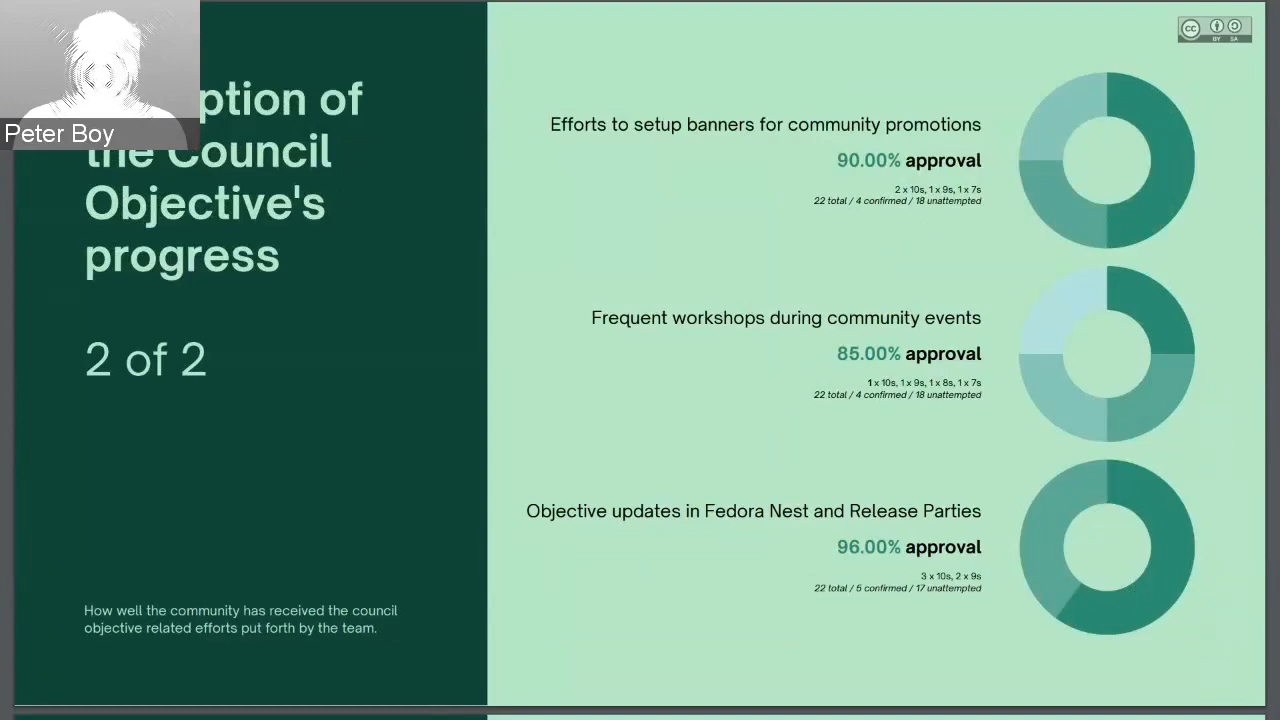 Peter Boy
ption of
the Council
Objective's
progress
2 of 2
How well the community has received the council
objective related efforts put forth by the team.
cc
BY SA
Efforts to setup banners for community promotions
90.00% approval
2 x 10s, 1 x 9s, 1 x 7s
22 total / 4 confirmed / 18 unattempted
Frequent workshops during community events
85.00% approval
1 x 10s, 1 x 9s, 1 x 8s, 1 x 7s
22 total / 4 confirmed / 18 unattempted
Objective updates in Fedora Nest and Release Parties
96.00% approval
3 x 10s, 2 x 9s
22 total / 5 confirmed / 17 unattempted